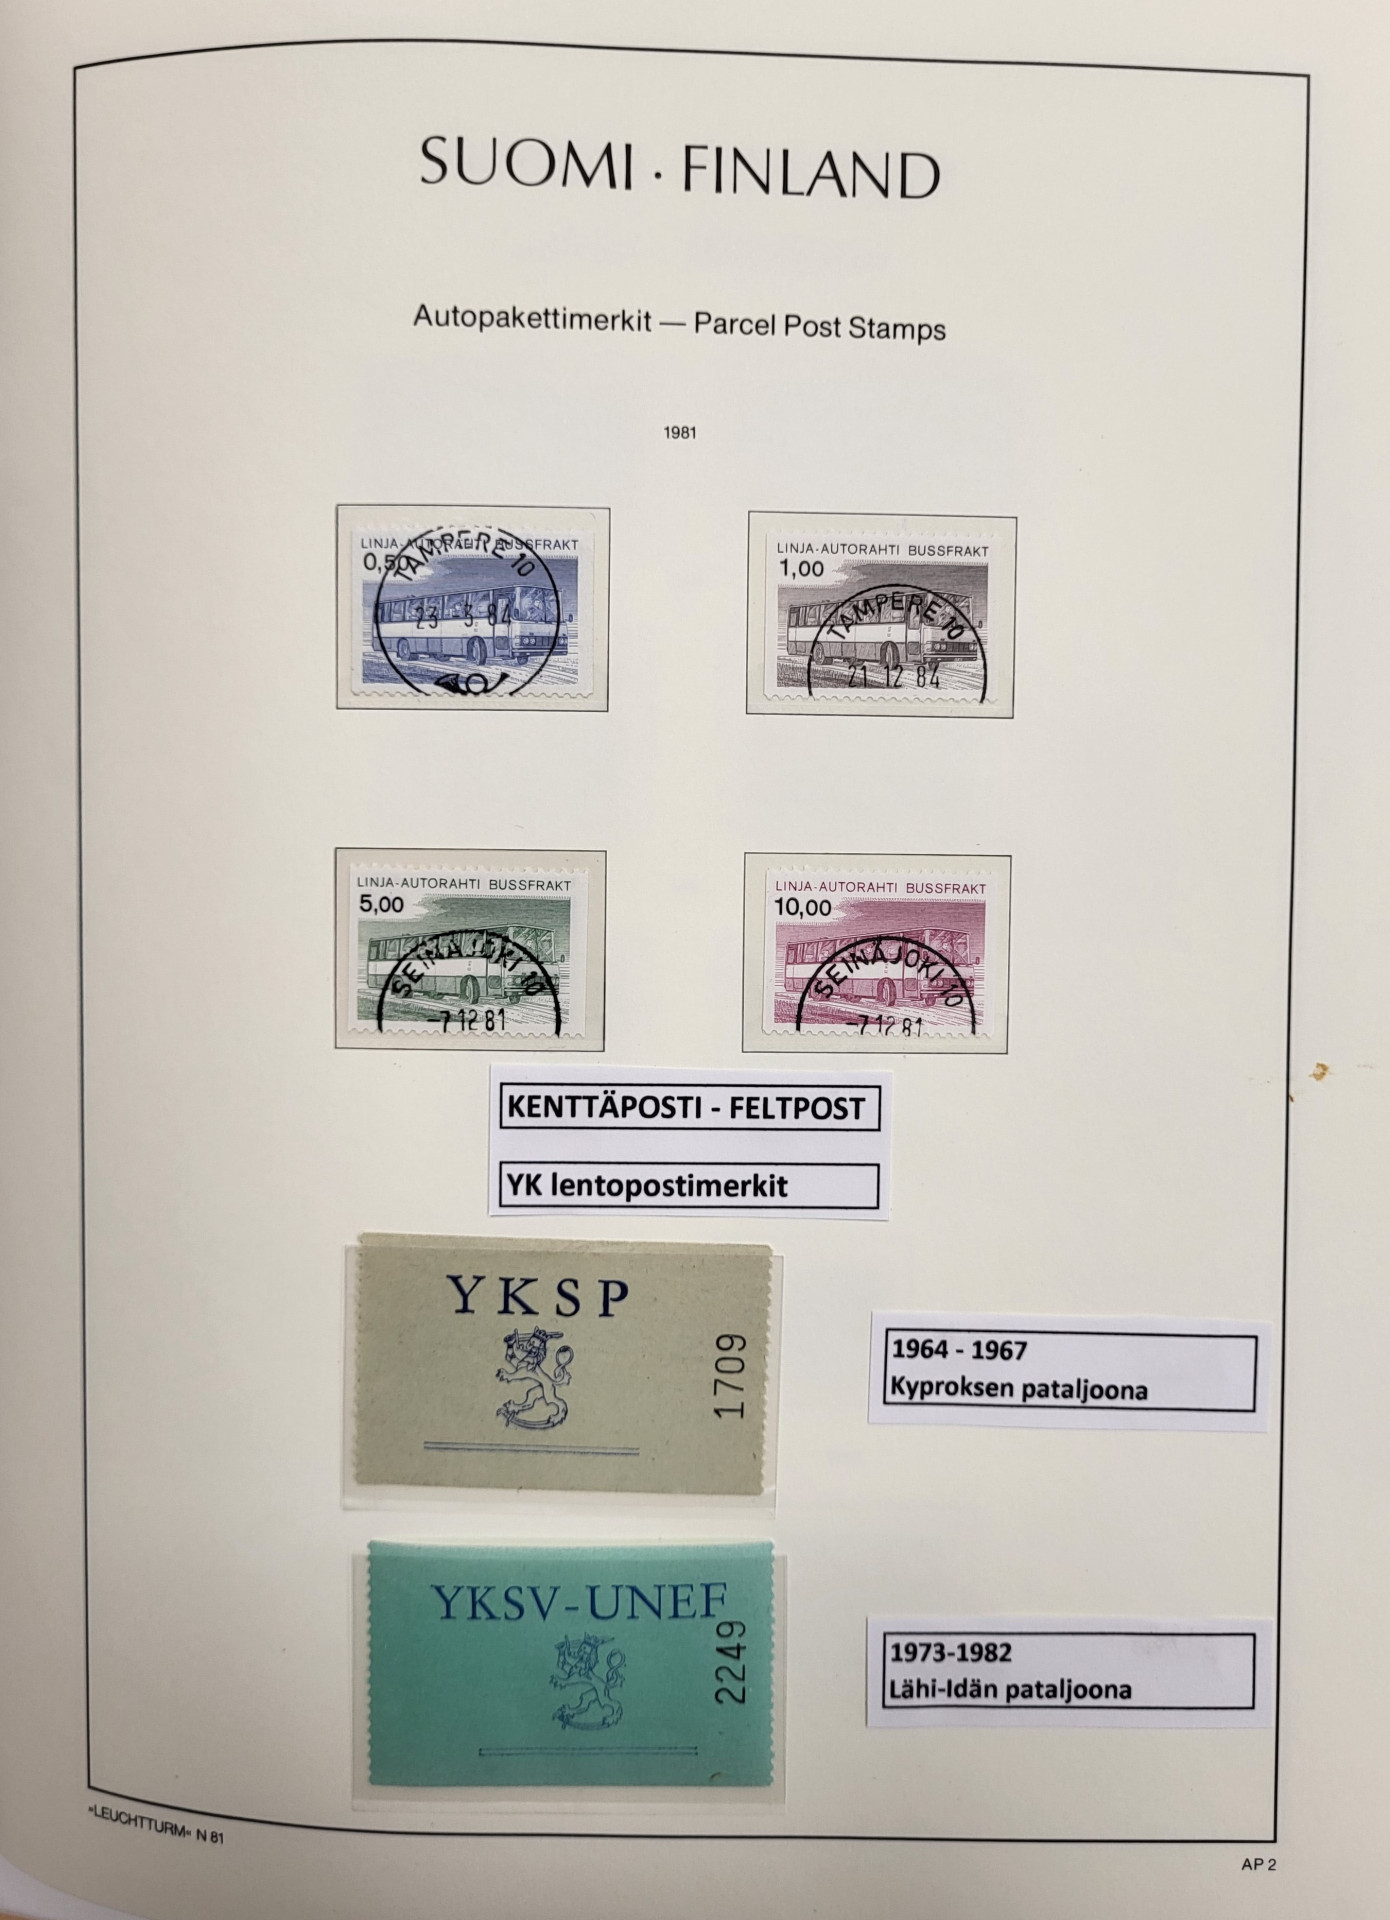 SUOMI · FINLAND
Autopakettimerkit — Parcel Post Stamps
1981
LINJA-AUTORAHTI BUSSFRAKT
0,50
TAMPERE 10
23 -3 84
LINJA-AUTORAHTI BUSSFRAKT
1,00
TAMPERE 10
21 12 84
LINJA-AUTORAHTI BUSSFRAKT
5,00
SEINÄJOKI 10
-7 12 81
LINJA-AUTORAHTI BUSSFRAKT
10,00
SEINÄJOKI 10
-7 12 81
KENTTÄPOSTI - FELTPOST
YK lentopostimerkit
YKSP
1709
1964 - 1967
Kyproksen pataljoona
YKSV-UNEF
2249
1973-1982
Lähi-Idän pataljoona
»LEUCHTTURM« N 81
AP 2